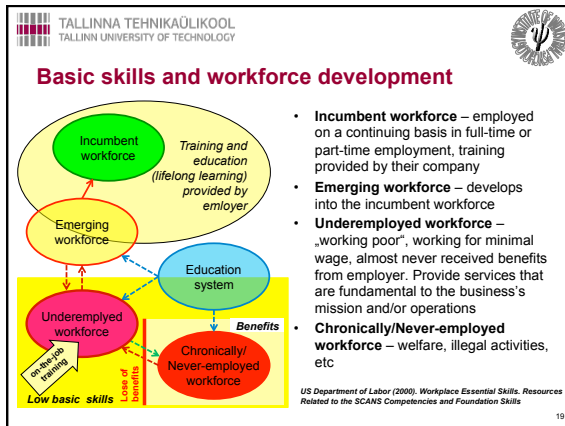 TALLINNA TEHNIKAÜLIKOOL
TALLINN UNIVERSITY OF TECHNOLOGY
Basic skills and workforce development
Incumbent
workforce
Training and
education
(lifelong learning)
provided by
emloyer
Emerging
workforce
Education
system
Underemplyed
workforce
Benefits
Chronically/
Never-employed
workforce
on-the-job
training
Lose of
benefits
Low basic skills
• Incumbent workforce – employed
on a continuing basis in full-time or
part-time employment, training
provided by their company
• Emerging workforce – develops
into the incumbent workforce
• Underemployed workforce –
„working poor“, working for minimal
wage, almost never received benefits
from employer. Provide services that
are fundamental to the business’s
mission and/or operations
• Chronically/Never-employed
workforce – welfare, illegal activities,
etc
US Department of Labor (2000). Workplace Essential Skills. Resources
Related to the SCANS Competencies and Foundation Skills
19